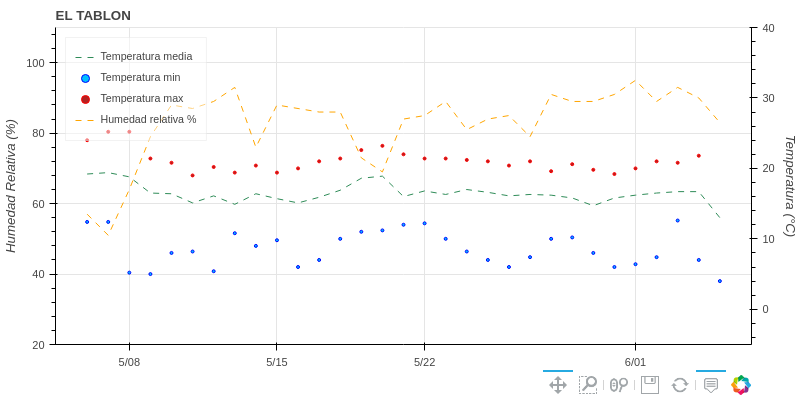 EL TABLON
Temperatura media
Temperatura min
Temperatura max
Humedad relativa %
Humedad Relativa (%)
100
80
60
40
20
Temperatura (°C)
40
30
20
10
0
5/08
5/15
5/22
6/01